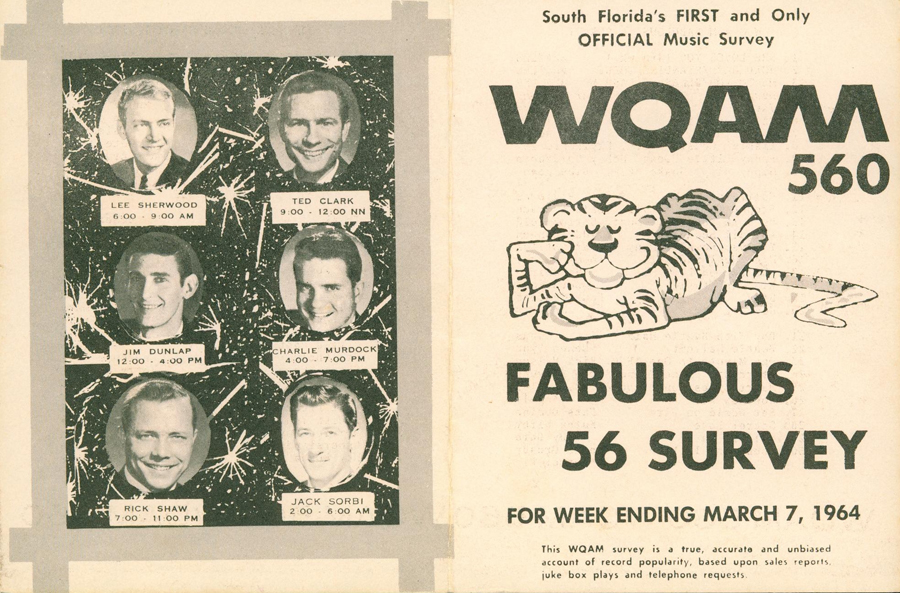 LEE SHERWOOD
6:00 - 9:00 AM
TED CLARK
9:00 - 12:00 NN
JIM DUNLAP
12:00 - 4:00 PM
CHARLIE MURDOCK
4:00 - 7:00 PM
RICK SHAW
7:00 - 11:00 PM
JACK SORBI
2:00 - 6:00 AM
South Florida's FIRST and Only
OFFICIAL Music Survey
WQAM
560
FABULOUS
56 SURVEY
FOR WEEK ENDING MARCH 7, 1964
This WQAM survey is a true, accurate and unbiased
account of record popularity, based upon sales reports,
juke box plays and telephone requests.